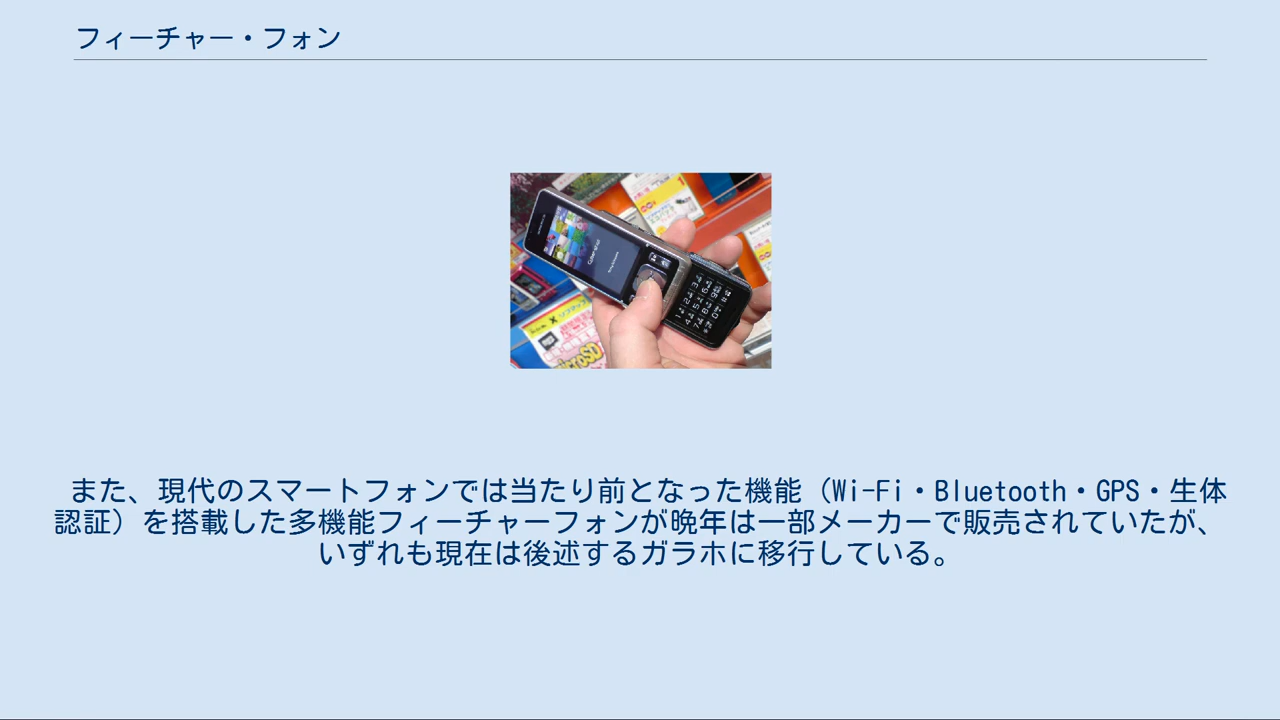 フィーチャー・フォン
microSD
また、現代のスマートフォンでは当たり前となった機能（Wi-Fi・Bluetooth・GPS・生体
認証）を搭載した多機能フィーチャーフォンが晩年は一部メーカーで販売されていたが、
いずれも現在は後述するガラホに移行している。